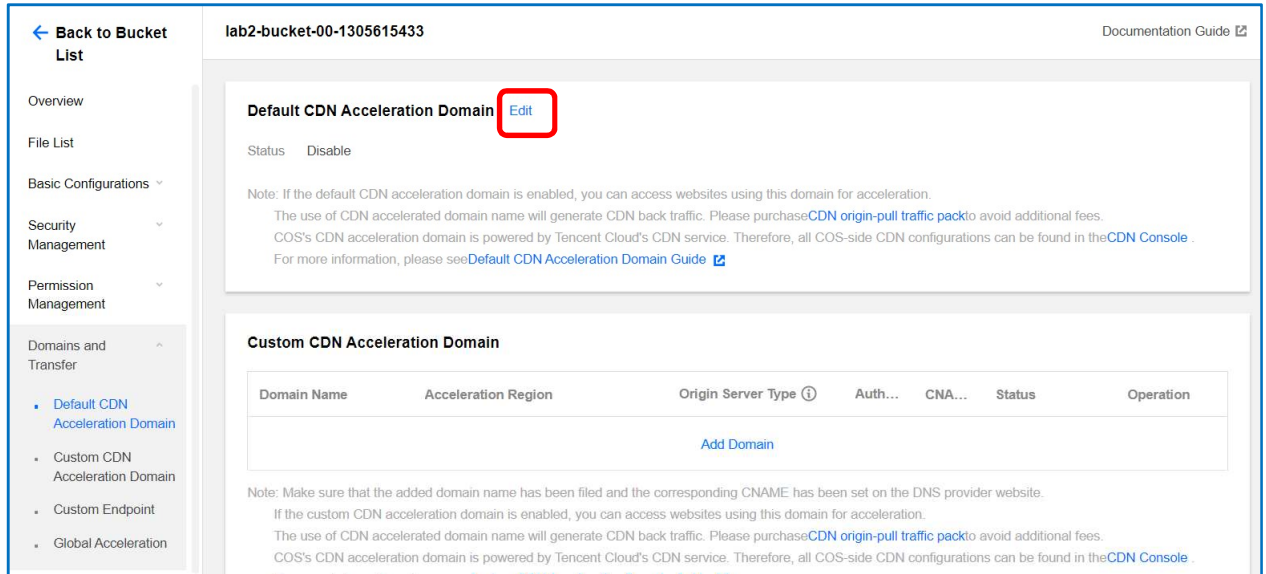 Back to Bucket List
lab2-bucket-00-1305615433
Documentation Guide
Overview
File List
Basic Configurations
Security
Management
Permission
Management
Domains and
Transfer
Default CDN
Acceleration Domain
Custom CDN
Acceleration Domain
Custom Endpoint
Global Acceleration
Default CDN Acceleration Domain Edit
Status Disable
Note: If the default CDN acceleration domain is enabled, you can access websites using this domain for acceleration.
The use of CDN accelerated domain name will generate CDN back traffic. Please purchaseCDN origin-pull traffic packto avoid additional fees.
COS's CDN acceleration domain is powered by Tencent Cloud's CDN service. Therefore, all COS-side CDN configurations can be found in theCDN Console .
For more information, please seeDefault CDN Acceleration Domain Guide
Custom CDN Acceleration Domain
Domain Name Acceleration Region Origin Server Type Auth... CNA... Status Operation
Add Domain
Note: Make sure that the added domain name has been filed and the corresponding CNAME has been set on the DNS provider website.
If the custom CDN acceleration domain is enabled, you can access websites using this domain for acceleration.
The use of CDN accelerated domain name will generate CDN back traffic. Please purchaseCDN origin-pull traffic packto avoid additional fees.
COS's CDN acceleration domain is powered by Tencent Cloud's CDN service. Therefore, all COS-side CDN configurations can be found in theCDN Console .